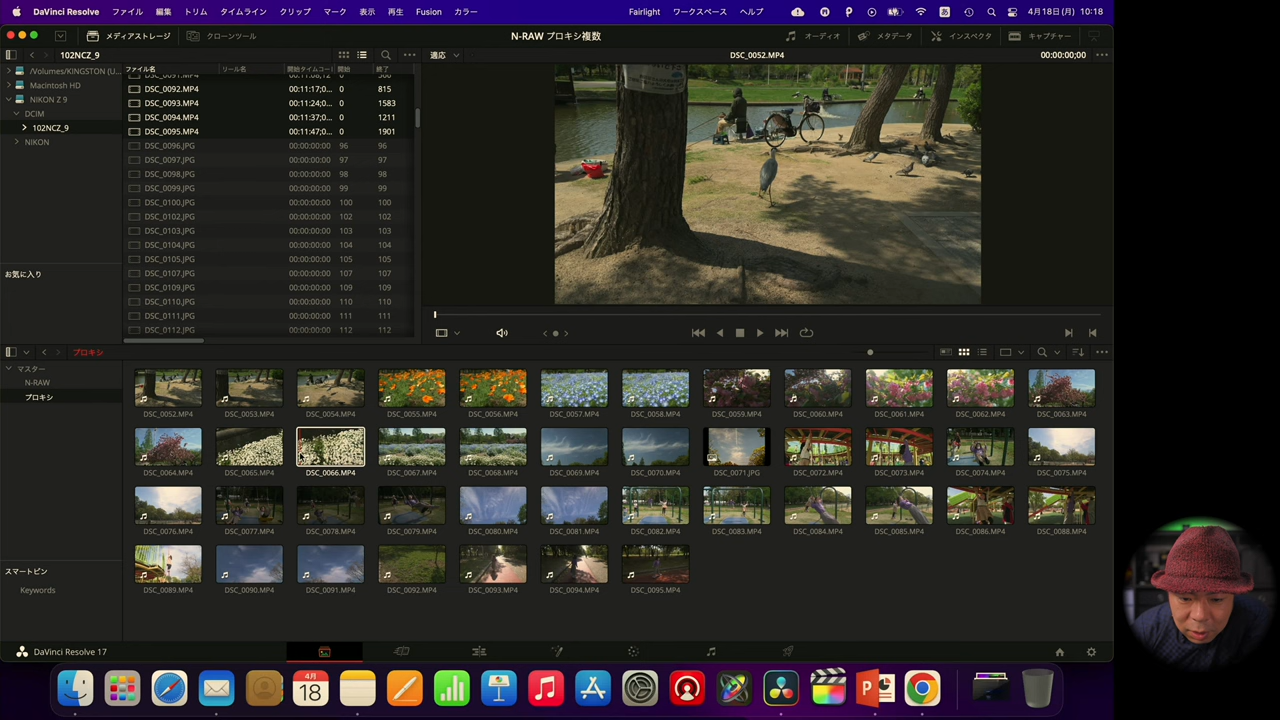 DaVinci Resolve ファイル 編集 トリム タイムライン クリップ マーク 表示 再生 Fusion カラー Fairlight ワークスペース ヘルプ あ 4月18日(月) 10:18
メディアストレージ クローンツール N-RAW プロキシ複数 オーディオ メタデータ インスペクタ キャプチャー
102NCZ_9 適応 DSC_0052.MP4 00:00:00;00
/Volumes/KINGSTON (U...
Macintosh HD
NIKON Z 9
DCIM
102NCZ_9
NIKON
お気に入り
ファイル名 リール名 開始タイムコー 開始 終了
DSC_0091.MP4 00:11:08;12 0
DSC_0092.MP4 00:11:17;0... 0 815
DSC_0093.MP4 00:11:24;0... 0 1583
DSC_0094.MP4 00:11:37;0... 0 1211
DSC_0095.MP4 00:11:47;0... 0 1901
DSC_0096.JPG 00:00:00:00 96 96
DSC_0097.JPG 00:00:00:00 97 97
DSC_0098.JPG 00:00:00:00 98 98
DSC_0099.JPG 00:00:00:00 99 99
DSC_0100.JPG 00:00:00:00 100 100
DSC_0102.JPG 00:00:00:00 102 102
DSC_0103.JPG 00:00:00:00 103 103
DSC_0104.JPG 00:00:00:00 104 104
DSC_0105.JPG 00:00:00:00 105 105
DSC_0107.JPG 00:00:00:00 107 107
DSC_0109.JPG 00:00:00:00 109 109
DSC_0110.JPG 00:00:00:00 110 110
DSC_0111.JPG 00:00:00:00 111 111
DSC_0112.JPG 00:00:00:00 112 112
プロキシ
マスター
N-RAW
プロキシ
スマートビン
Keywords
DSC_0052.MP4 DSC_0053.MP4 DSC_0054.MP4 DSC_0055.MP4 DSC_0056.MP4 DSC_0057.MP4 DSC_0058.MP4 DSC_0059.MP4 DSC_0060.MP4 DSC_0061.MP4 DSC_0062.MP4 DSC_0063.MP4
DSC_0064.MP4 DSC_0065.MP4 DSC_0066.MP4 DSC_0067.MP4 DSC_0068.MP4 DSC_0069.MP4 DSC_0070.MP4 DSC_0071.JPG DSC_0072.MP4 DSC_0073.MP4 DSC_0074.MP4 DSC_0075.MP4
DSC_0076.MP4 DSC_0077.MP4 DSC_0078.MP4 DSC_0079.MP4 DSC_0080.MP4 DSC_0081.MP4 DSC_0082.MP4 DSC_0083.MP4 DSC_0084.MP4 DSC_0085.MP4 DSC_0086.MP4 DSC_0088.MP4
DSC_0089.MP4 DSC_0090.MP4 DSC_0091.MP4 DSC_0092.MP4 DSC_0093.MP4 DSC_0094.MP4 DSC_0095.MP4
DaVinci Resolve 17
4月
18
P